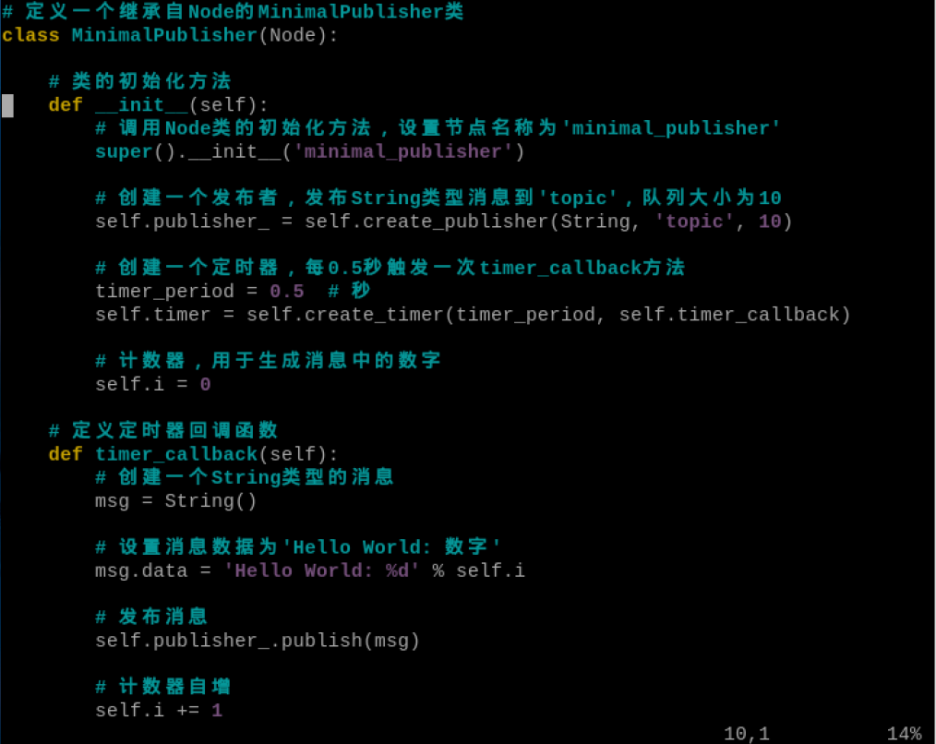 # 定义一个继承自Node的MinimalPublisher类
class MinimalPublisher(Node):
# 类的初始化方法
def __init__(self):
# 调用Node类的初始化方法，设置节点名称为'minimal_publisher'
super().__init__('minimal_publisher')
# 创建一个发布者，发布String类型消息到'topic'，队列大小为10
self.publisher_ = self.create_publisher(String, 'topic', 10)
# 创建一个定时器，每0.5秒触发一次timer_callback方法
timer_period = 0.5  # 秒
self.timer = self.create_timer(timer_period, self.timer_callback)
# 计数器，用于生成消息中的数字
self.i = 0
# 定义定时器回调函数
def timer_callback(self):
# 创建一个String类型的消息
msg = String()
# 设置消息数据为'Hello World: 数字'
msg.data = 'Hello World: %d' % self.i
# 发布消息
self.publisher_.publish(msg)
# 计数器自增
self.i += 1
10,1 14%